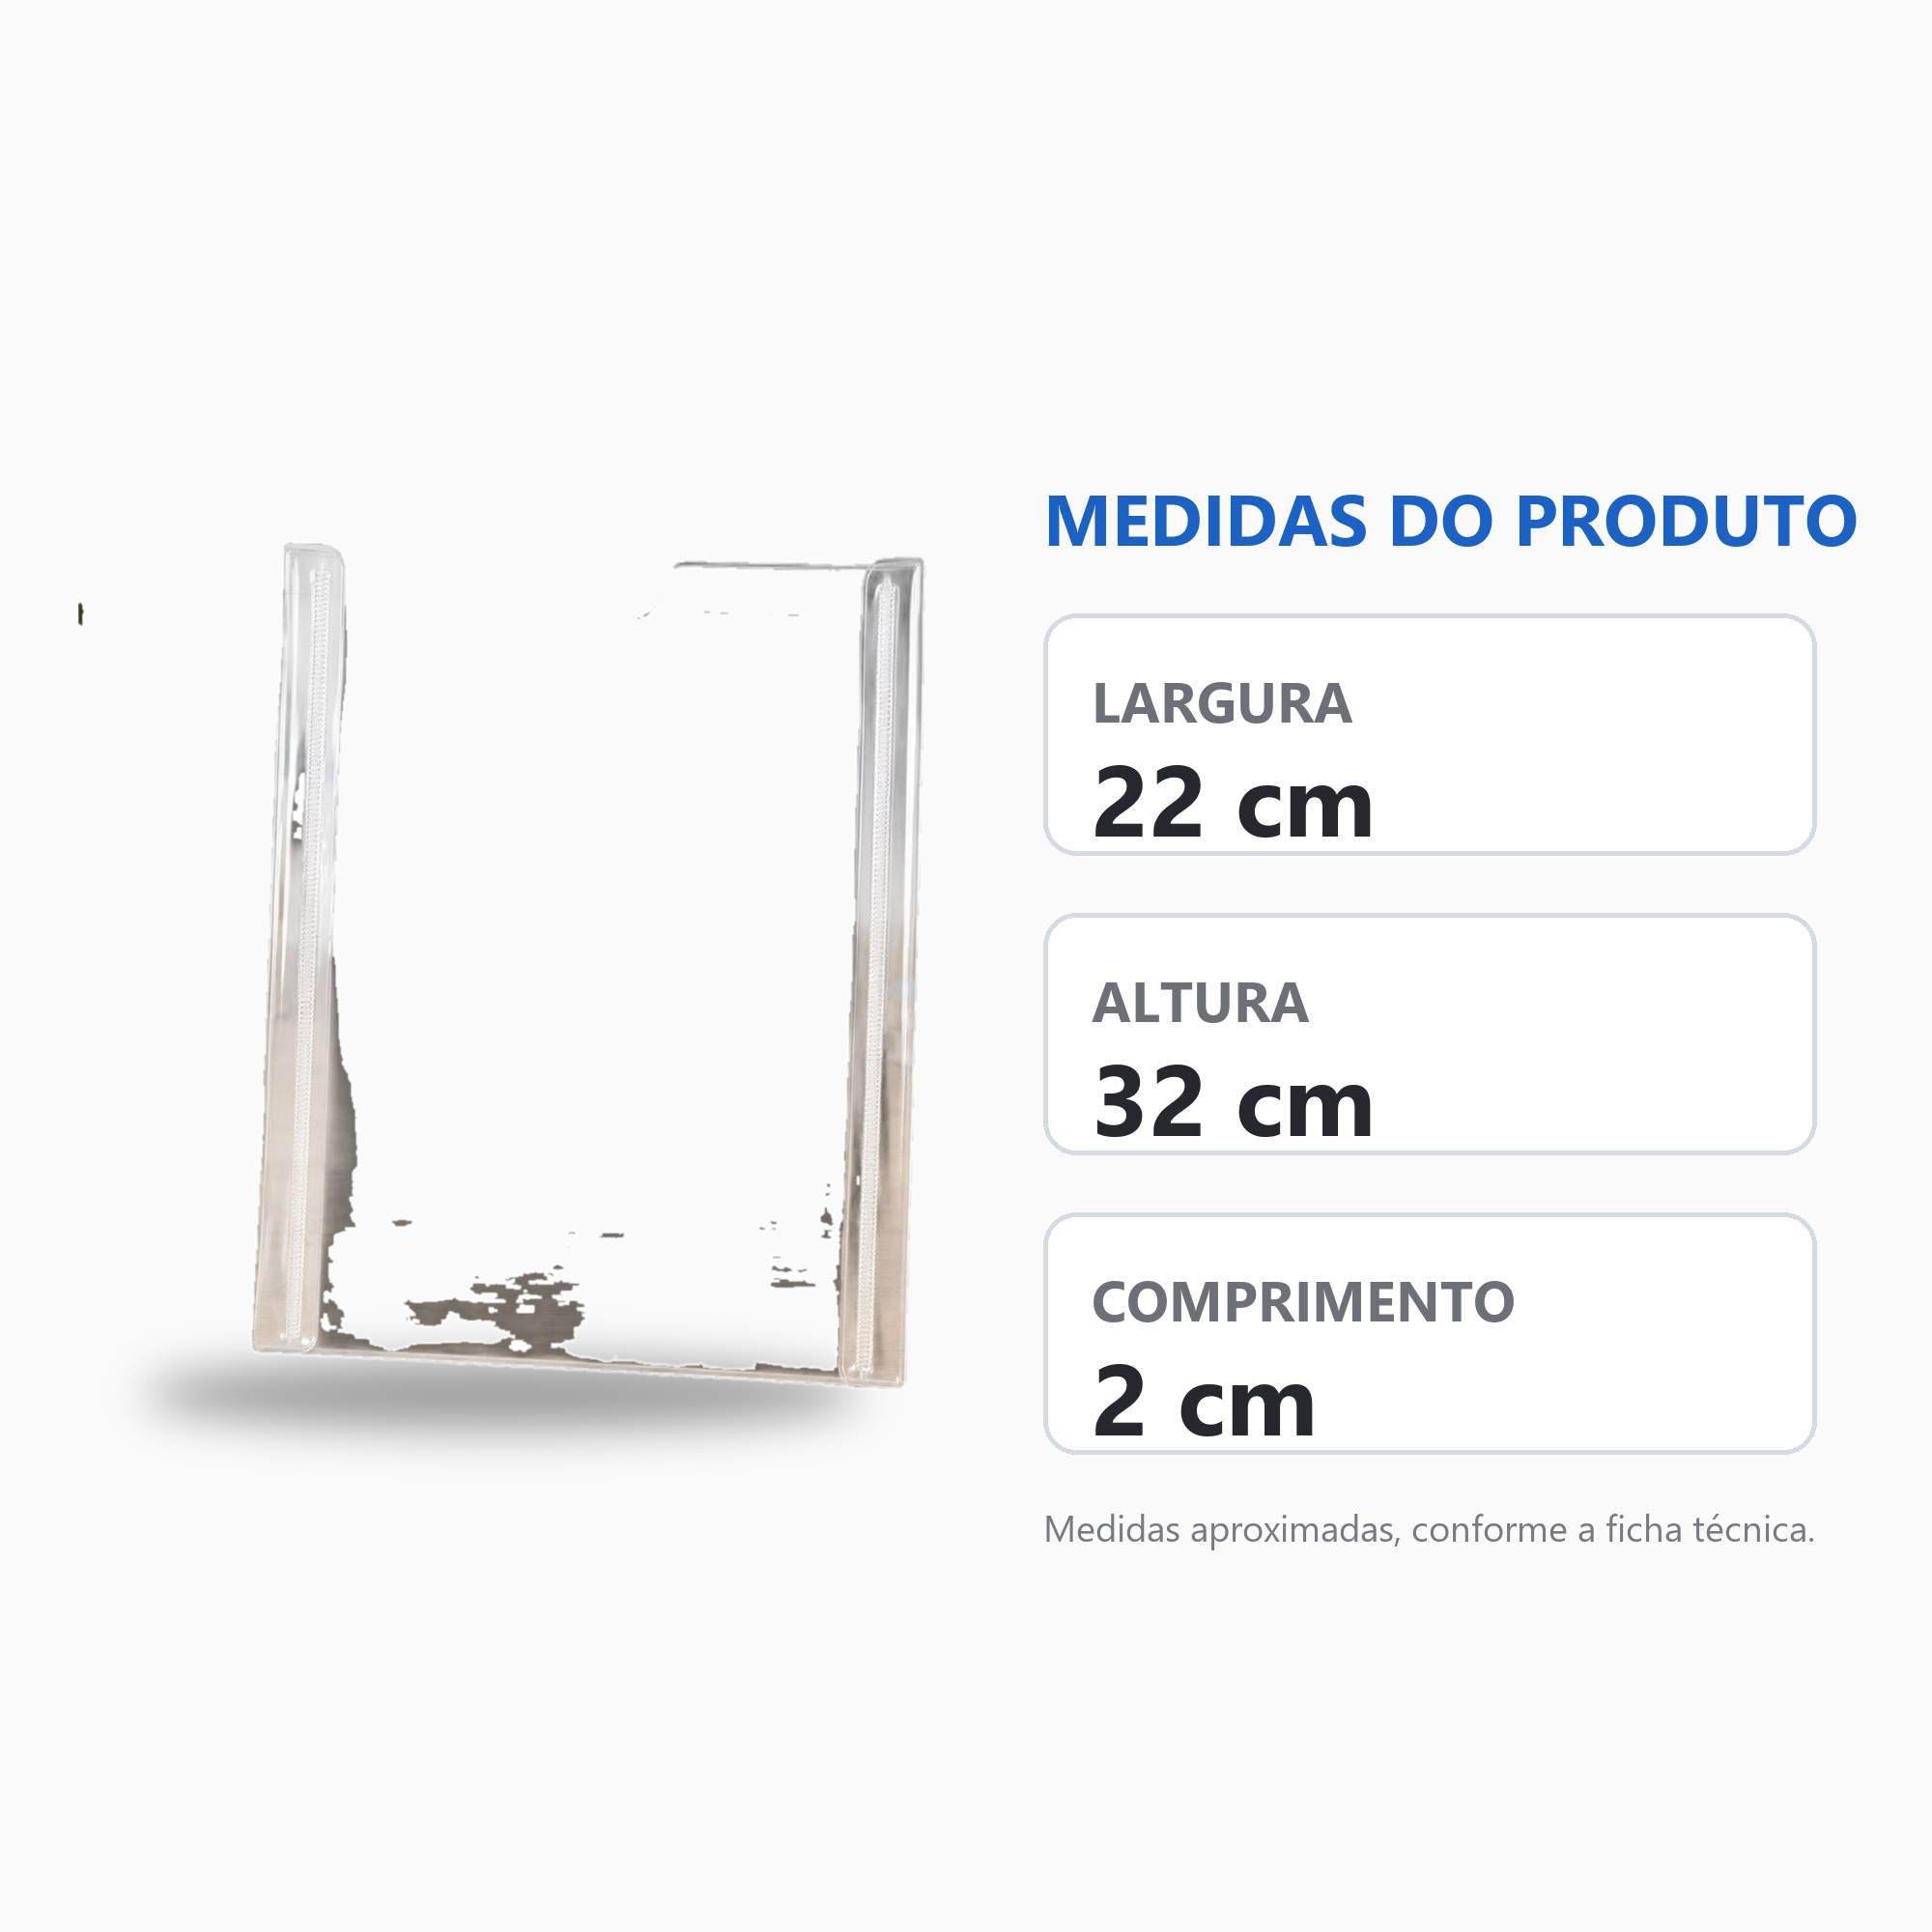 MEDIDAS DO PRODUTO
LARGURA
22 cm
ALTURA
32 cm
COMPRIMENTO
2 cm
Medidas aproximadas, conforme a ficha técnica.